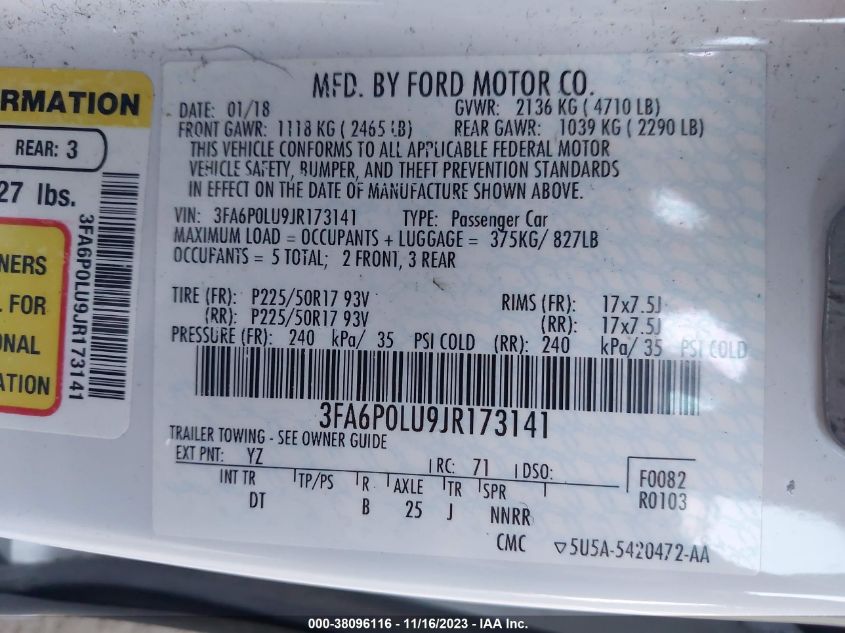 RMATION
REAR: 3
27 lbs.
3FA6P0LU9JR173141
NERS
L FOR
ONAL
ATION
MFD. BY FORD MOTOR CO.
DATE: 01/18 GVWR: 2136 KG ( 4710 LB)
FRONT GAWR: 1118 KG ( 2465 LB) REAR GAWR: 1039 KG ( 2290 LB)
THIS VEHICLE CONFORMS TO ALL APPLICABLE FEDERAL MOTOR
VEHICLE SAFETY, BUMPER, AND THEFT PREVENTION STANDARDS
IN EFFECT ON THE DATE OF MANUFACTURE SHOWN ABOVE.
VIN: 3FA6P0LU9JR173141 TYPE: Passenger Car
MAXIMUM LOAD = OCCUPANTS + LUGGAGE = 375KG/ 827LB
OCCUPANTS = 5 TOTAL; 2 FRONT, 3 REAR
TIRE (FR): P225/50R17 93V RIMS (FR): 17x7.5J
(RR): P225/50R17 93V (RR): 17x7.5J
PRESSURE (FR): 240 kPa/ 35 PSI COLD (RR): 240 kPa/ 35 PSI COLD
3FA6P0LU9JR173141
TRAILER TOWING - SEE OWNER GUIDE
EXT PNT: YZ RC: 71 DSO: F0082
INT TR TP/PS R AXLE TR SPR R0103
DT B 25 J NNRR
CMC ▽5U5A-5420472-AA
000-38096116 - 11/16/2023 - IAA Inc.